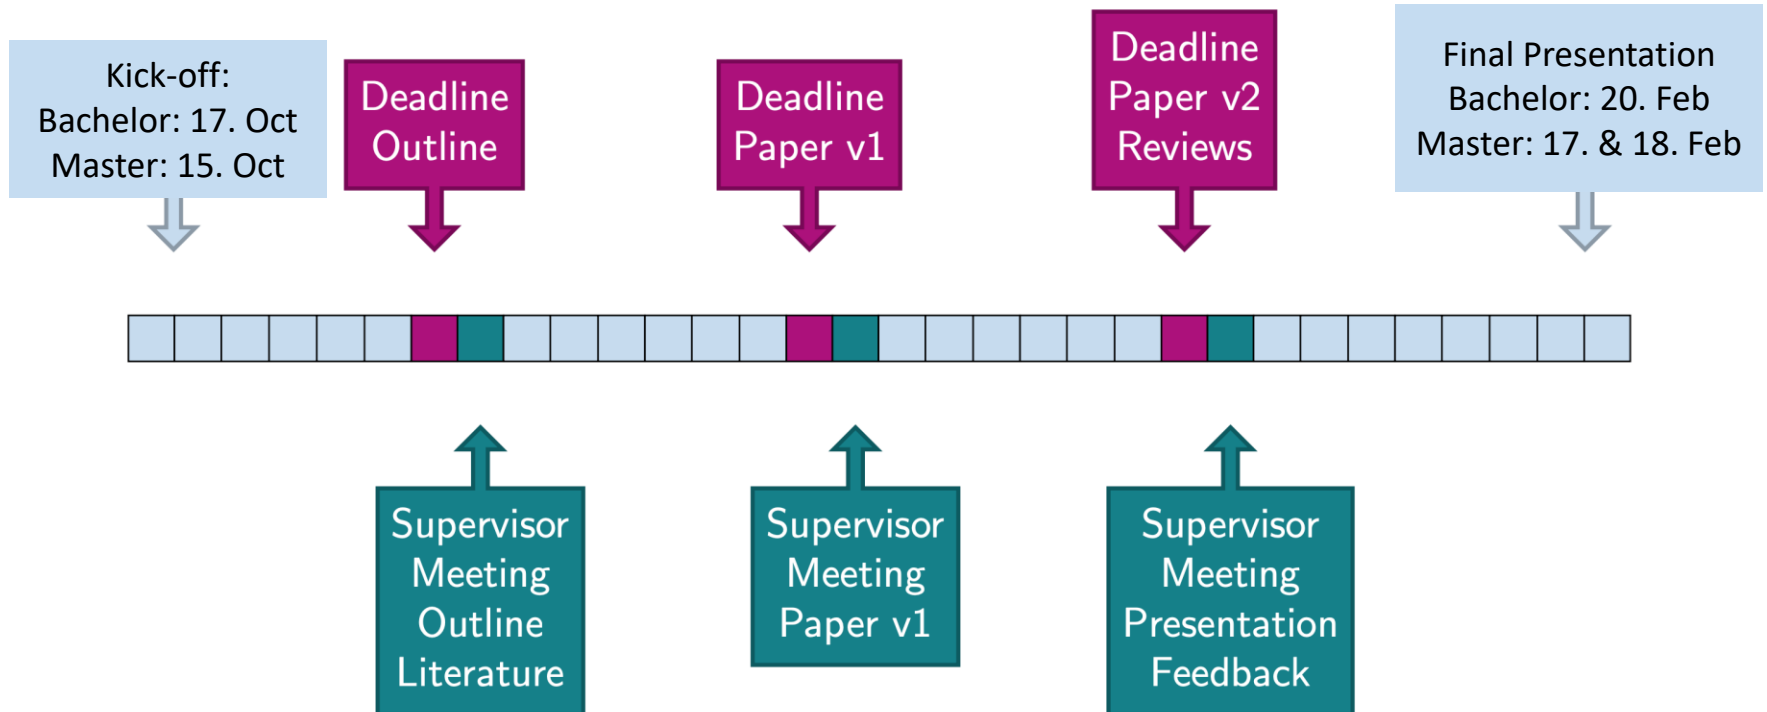 Kick-off:
Bachelor: 17. Oct
Master: 15. Oct
Deadline
Outline
Deadline
Paper v1
Deadline
Paper v2
Reviews
Final Presentation
Bachelor: 20. Feb
Master: 17. & 18. Feb
Supervisor
Meeting
Outline
Literature
Supervisor
Meeting
Paper v1
Supervisor
Meeting
Presentation
Feedback